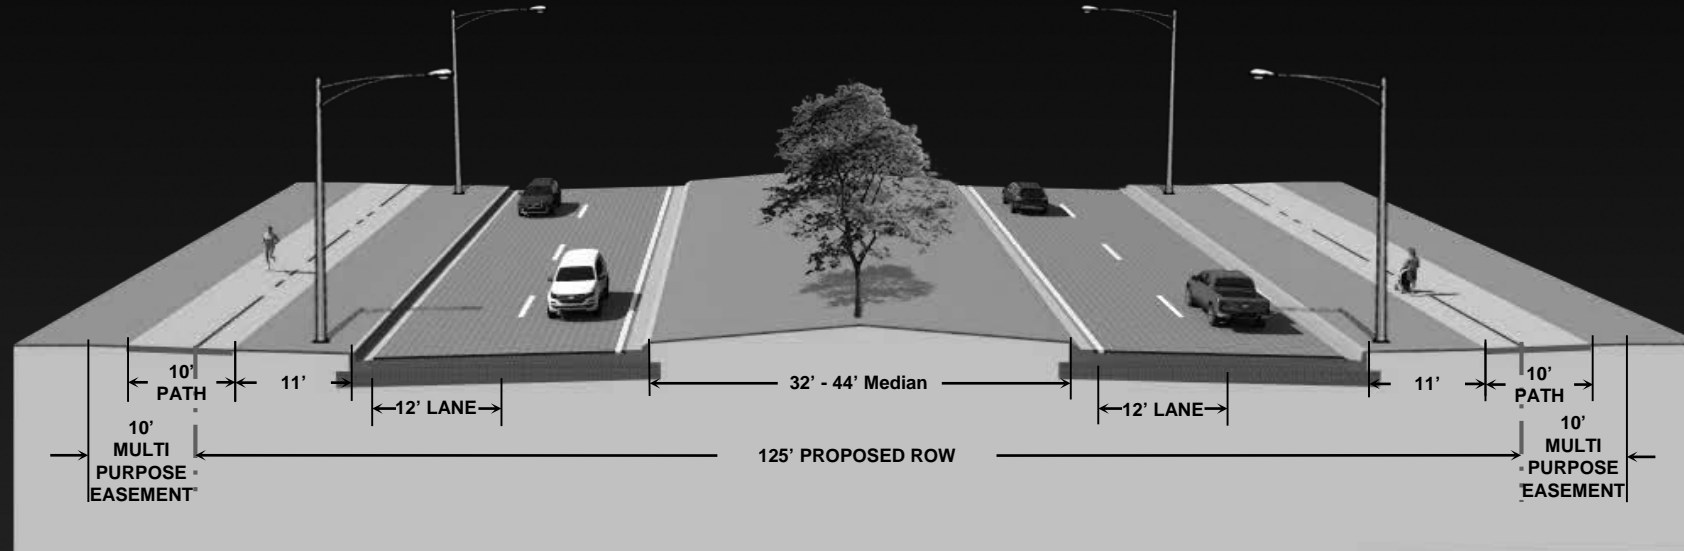 10’
PATH
11’
32’ - 44’ Median
11’
10’
PATH
12’ LANE
12’ LANE
10’
MULTI
PURPOSE
EASEMENT
125’ PROPOSED ROW
10’
MULTI
PURPOSE
EASEMENT